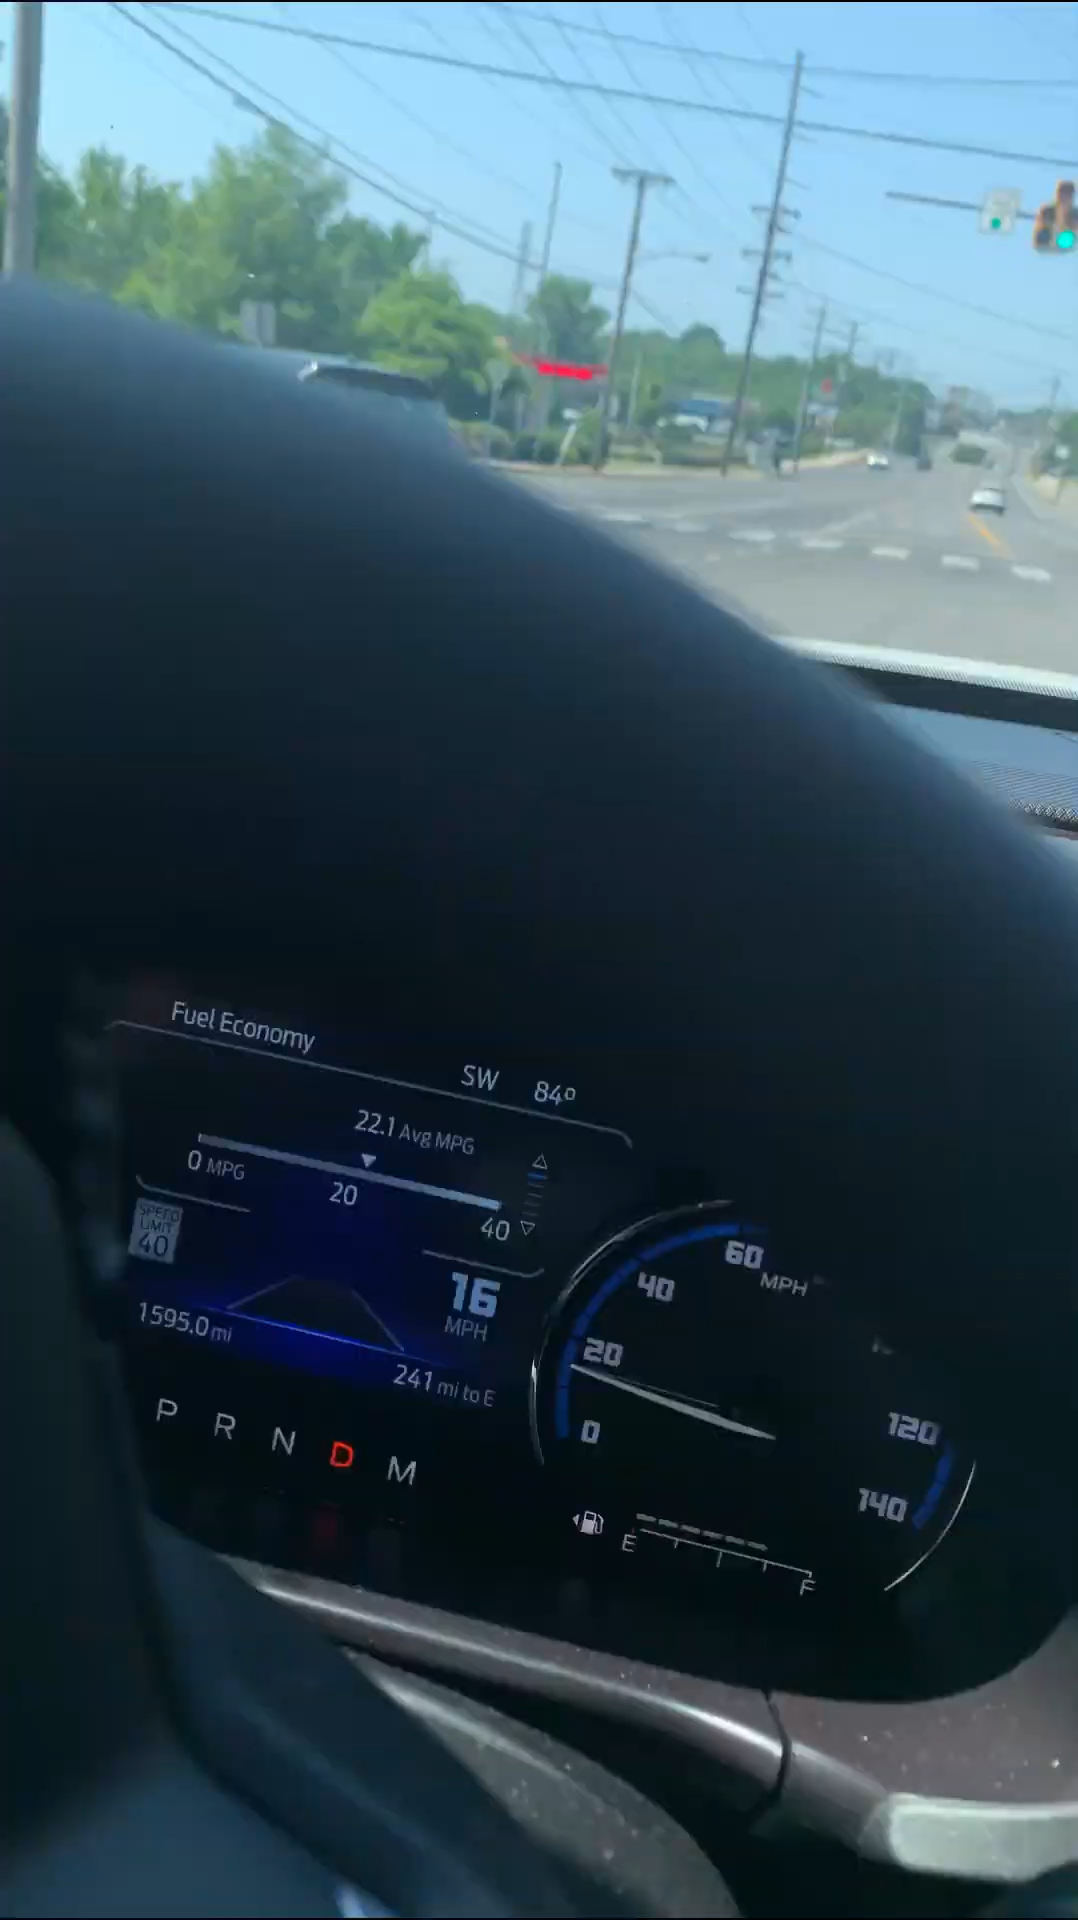 Fuel Economy
SW 84°
22.1 Avg MPG
0 MPG
20
40
SPEED
LIMIT
40
16
MPH
1595.0 mi
241 mi to E
P R N D M
0
20
40
60
MPH
120
140
E
F